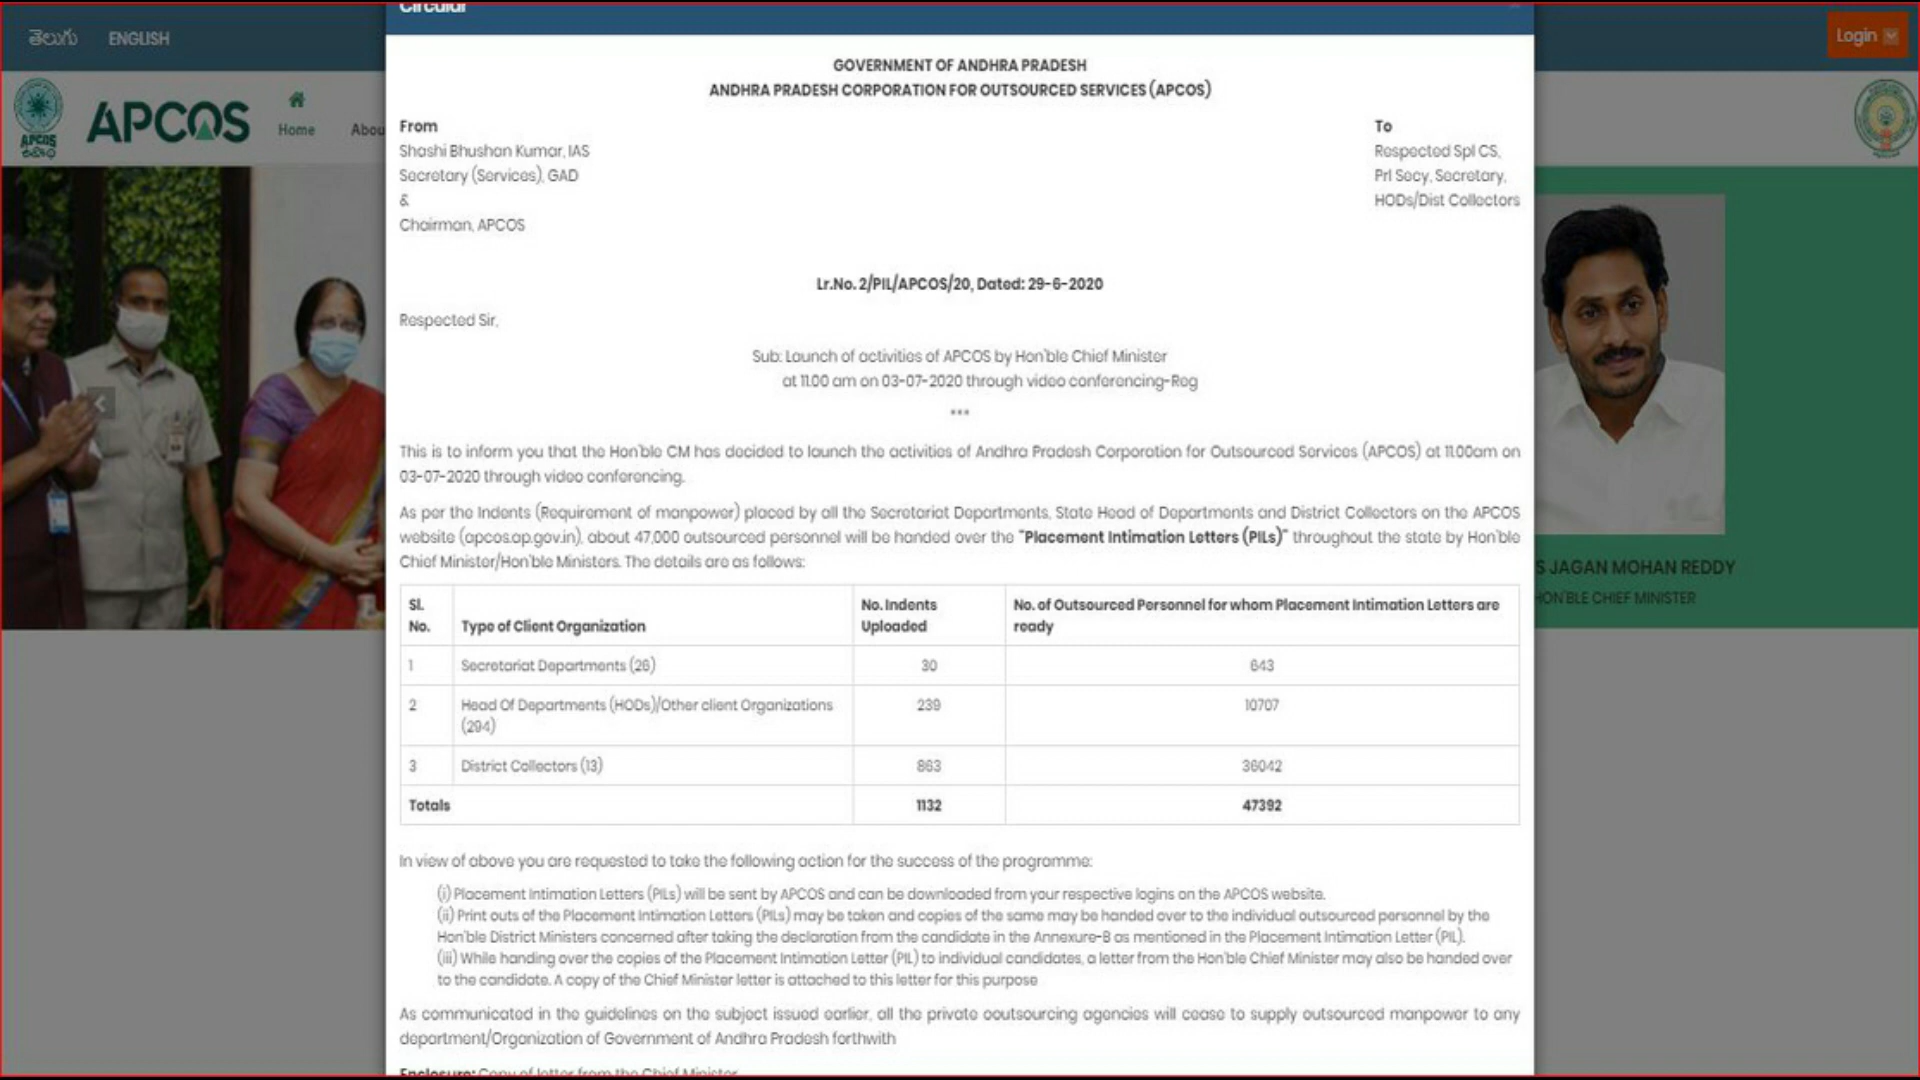 Circular
తెలుగు ENGLISH
Login
APCOS
ఆప్కాస్
APCOS
Home
Abou
GOVERNMENT OF ANDHRA PRADESH
ANDHRA PRADESH CORPORATION FOR OUTSOURCED SERVICES (APCOS)
From
Shashi Bhushan Kumar, IAS
Secretary (Services), GAD
&
Chairman, APCOS
To
Respected Spl CS,
Prl Secy, Secretary,
HODs/Dist Collectors
Lr.No. 2/PIL/APCOS/20, Dated: 29-6-2020
Respected Sir,
Sub: Launch of activities of APCOS by Hon'ble Chief Minister
at 11.00 am on 03-07-2020 through video conferencing-Reg
***
This is to inform you that the Hon'ble CM has decided to launch the activities of Andhra Pradesh Corporation for Outsourced Services (APCOS) at 11.00am on
03-07-2020 through video conferencing.
As per the Indents (Requirement of manpower) placed by all the Secretariat Departments, State Head of Departments and District Collectors on the APCOS
website (apcos.ap.gov.in), about 47,000 outsourced personnel will be handed over the "Placement Intimation Letters (PILs)" throughout the state by Hon'ble
Chief Minister/Hon'ble Ministers. The details are as follows:
Sl. No. Type of Client Organization No. Indents Uploaded No. of Outsourced Personnel for whom Placement Intimation Letters are ready
1 Secretariat Departments (26) 30 643
2 Head Of Departments (HODs)/Other client Organizations (294) 239 10707
3 District Collectors (13) 863 36042
Totals 1132 47392
In view of above you are requested to take the following action for the success of the programme:
(i) Placement Intimation Letters (PILs) will be sent by APCOS and can be downloaded from your respective logins on the APCOS website.
(ii) Print outs of the Placement Intimation Letters (PILs) may be taken and copies of the same may be handed over to the individual outsourced personnel by the
Hon'ble District Ministers concerned after taking the declaration from the candidate in the Annexure-B as mentioned in the Placement Intimation Letter (PIL).
(iii) While handing over the copies of the Placement Intimation Letter (PIL) to individual candidates, a letter from the Hon'ble Chief Minister may also be handed over
to the candidate. A copy of the Chief Minister letter is attached to this letter for this purpose
As communicated in the guidelines on the subject issued earlier, all the private ooutsourcing agencies will cease to supply outsourced manpower to any
department/Organization of Government of Andhra Pradesh forthwith
Enclosure: Copy of letter from the Chief Minister
S JAGAN MOHAN REDDY
HON'BLE CHIEF MINISTER